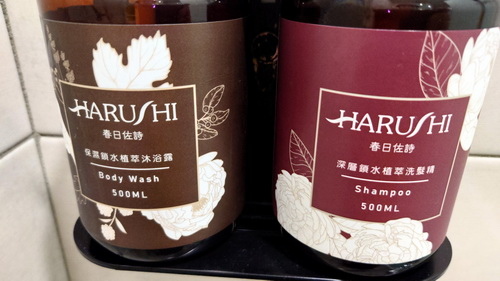 HARUSHI
春日佐詩
保濕鎖水植萃沐浴露
Body Wash
500ML
HARUSHI
春日佐詩
深層鎖水植萃洗髮精
Shampoo
500ML